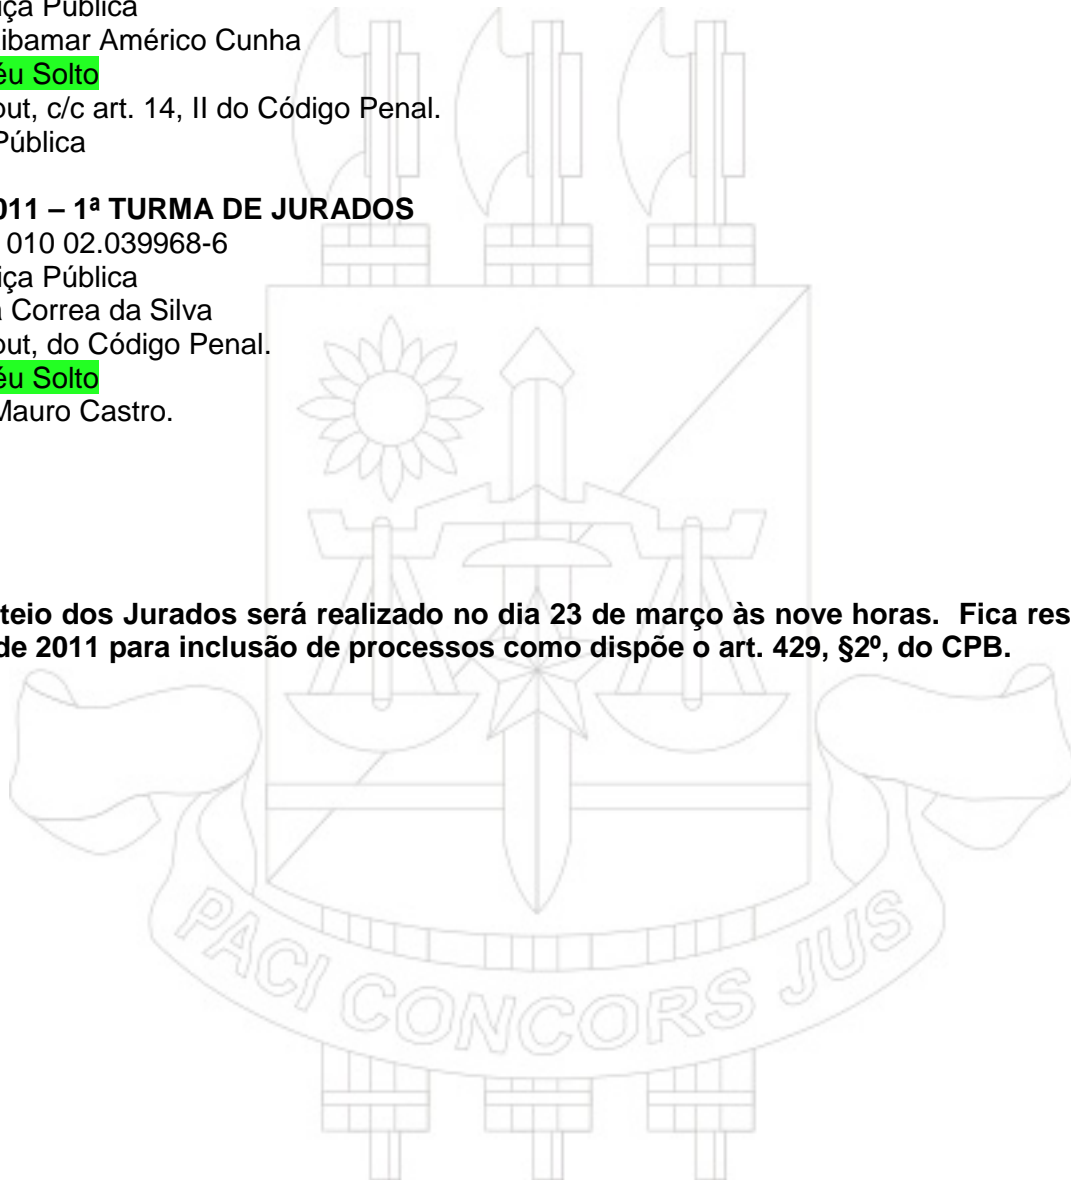 iça Pública
ibamar Américo Cunha
éu Solto
out, c/c art. 14, II do Código Penal.
Pública
011 – 1ª TURMA DE JURADOS
010 02.039968-6
iça Pública
a Correa da Silva
out, do Código Penal.
éu Solto
Mauro Castro.
teio dos Jurados será realizado no dia 23 de março às nove horas. Fica res
de 2011 para inclusão de processos como dispõe o art. 429, §2º, do CPB.
PACI CONCORS JUS